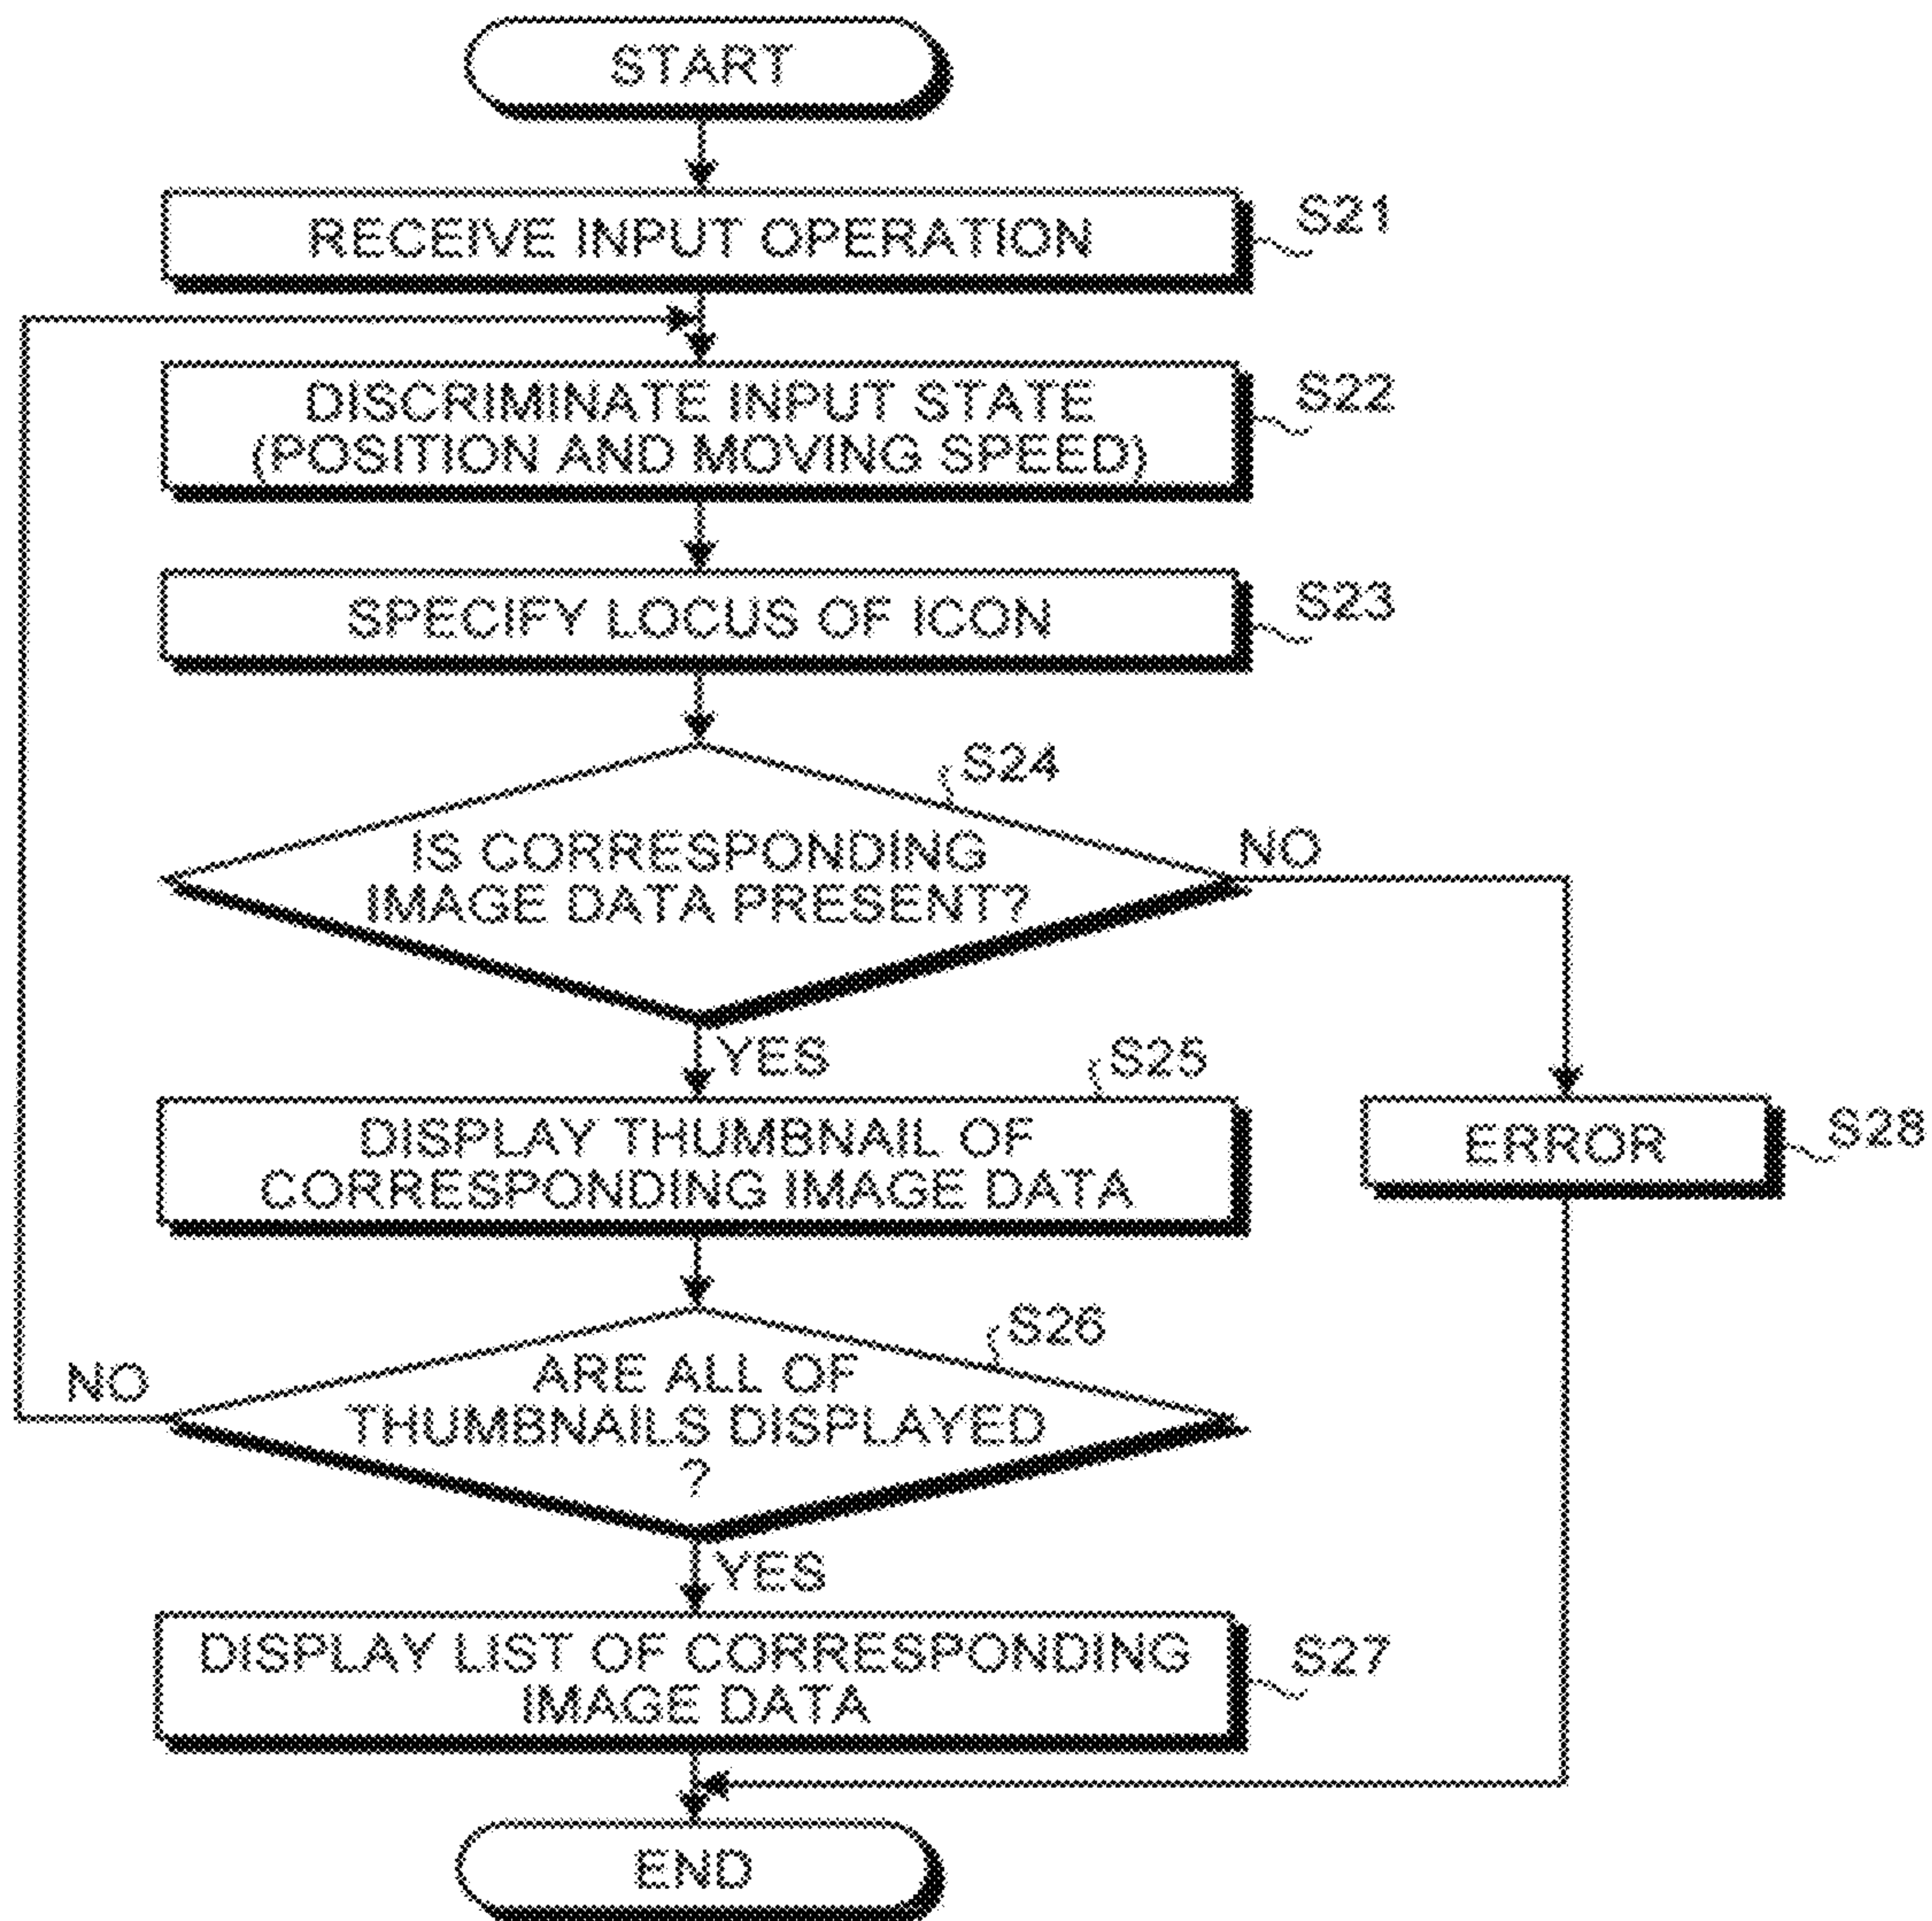 START
RECEIVE INPUT OPERATION
S21
DISCRIMINATE INPUT STATE
(POSITION AND MOVING SPEED)
S22
SPECIFY LOCUS OF ICON
S23
S24
IS CORRESPONDING
IMAGE DATA PRESENT?
NO
YES
S25
DISPLAY THUMBNAIL OF
CORRESPONDING IMAGE DATA
ERROR
S28
S26
ARE ALL OF
THUMBNAILS DISPLAYED
?
NO
YES
DISPLAY LIST OF CORRESPONDING
IMAGE DATA
S27
END